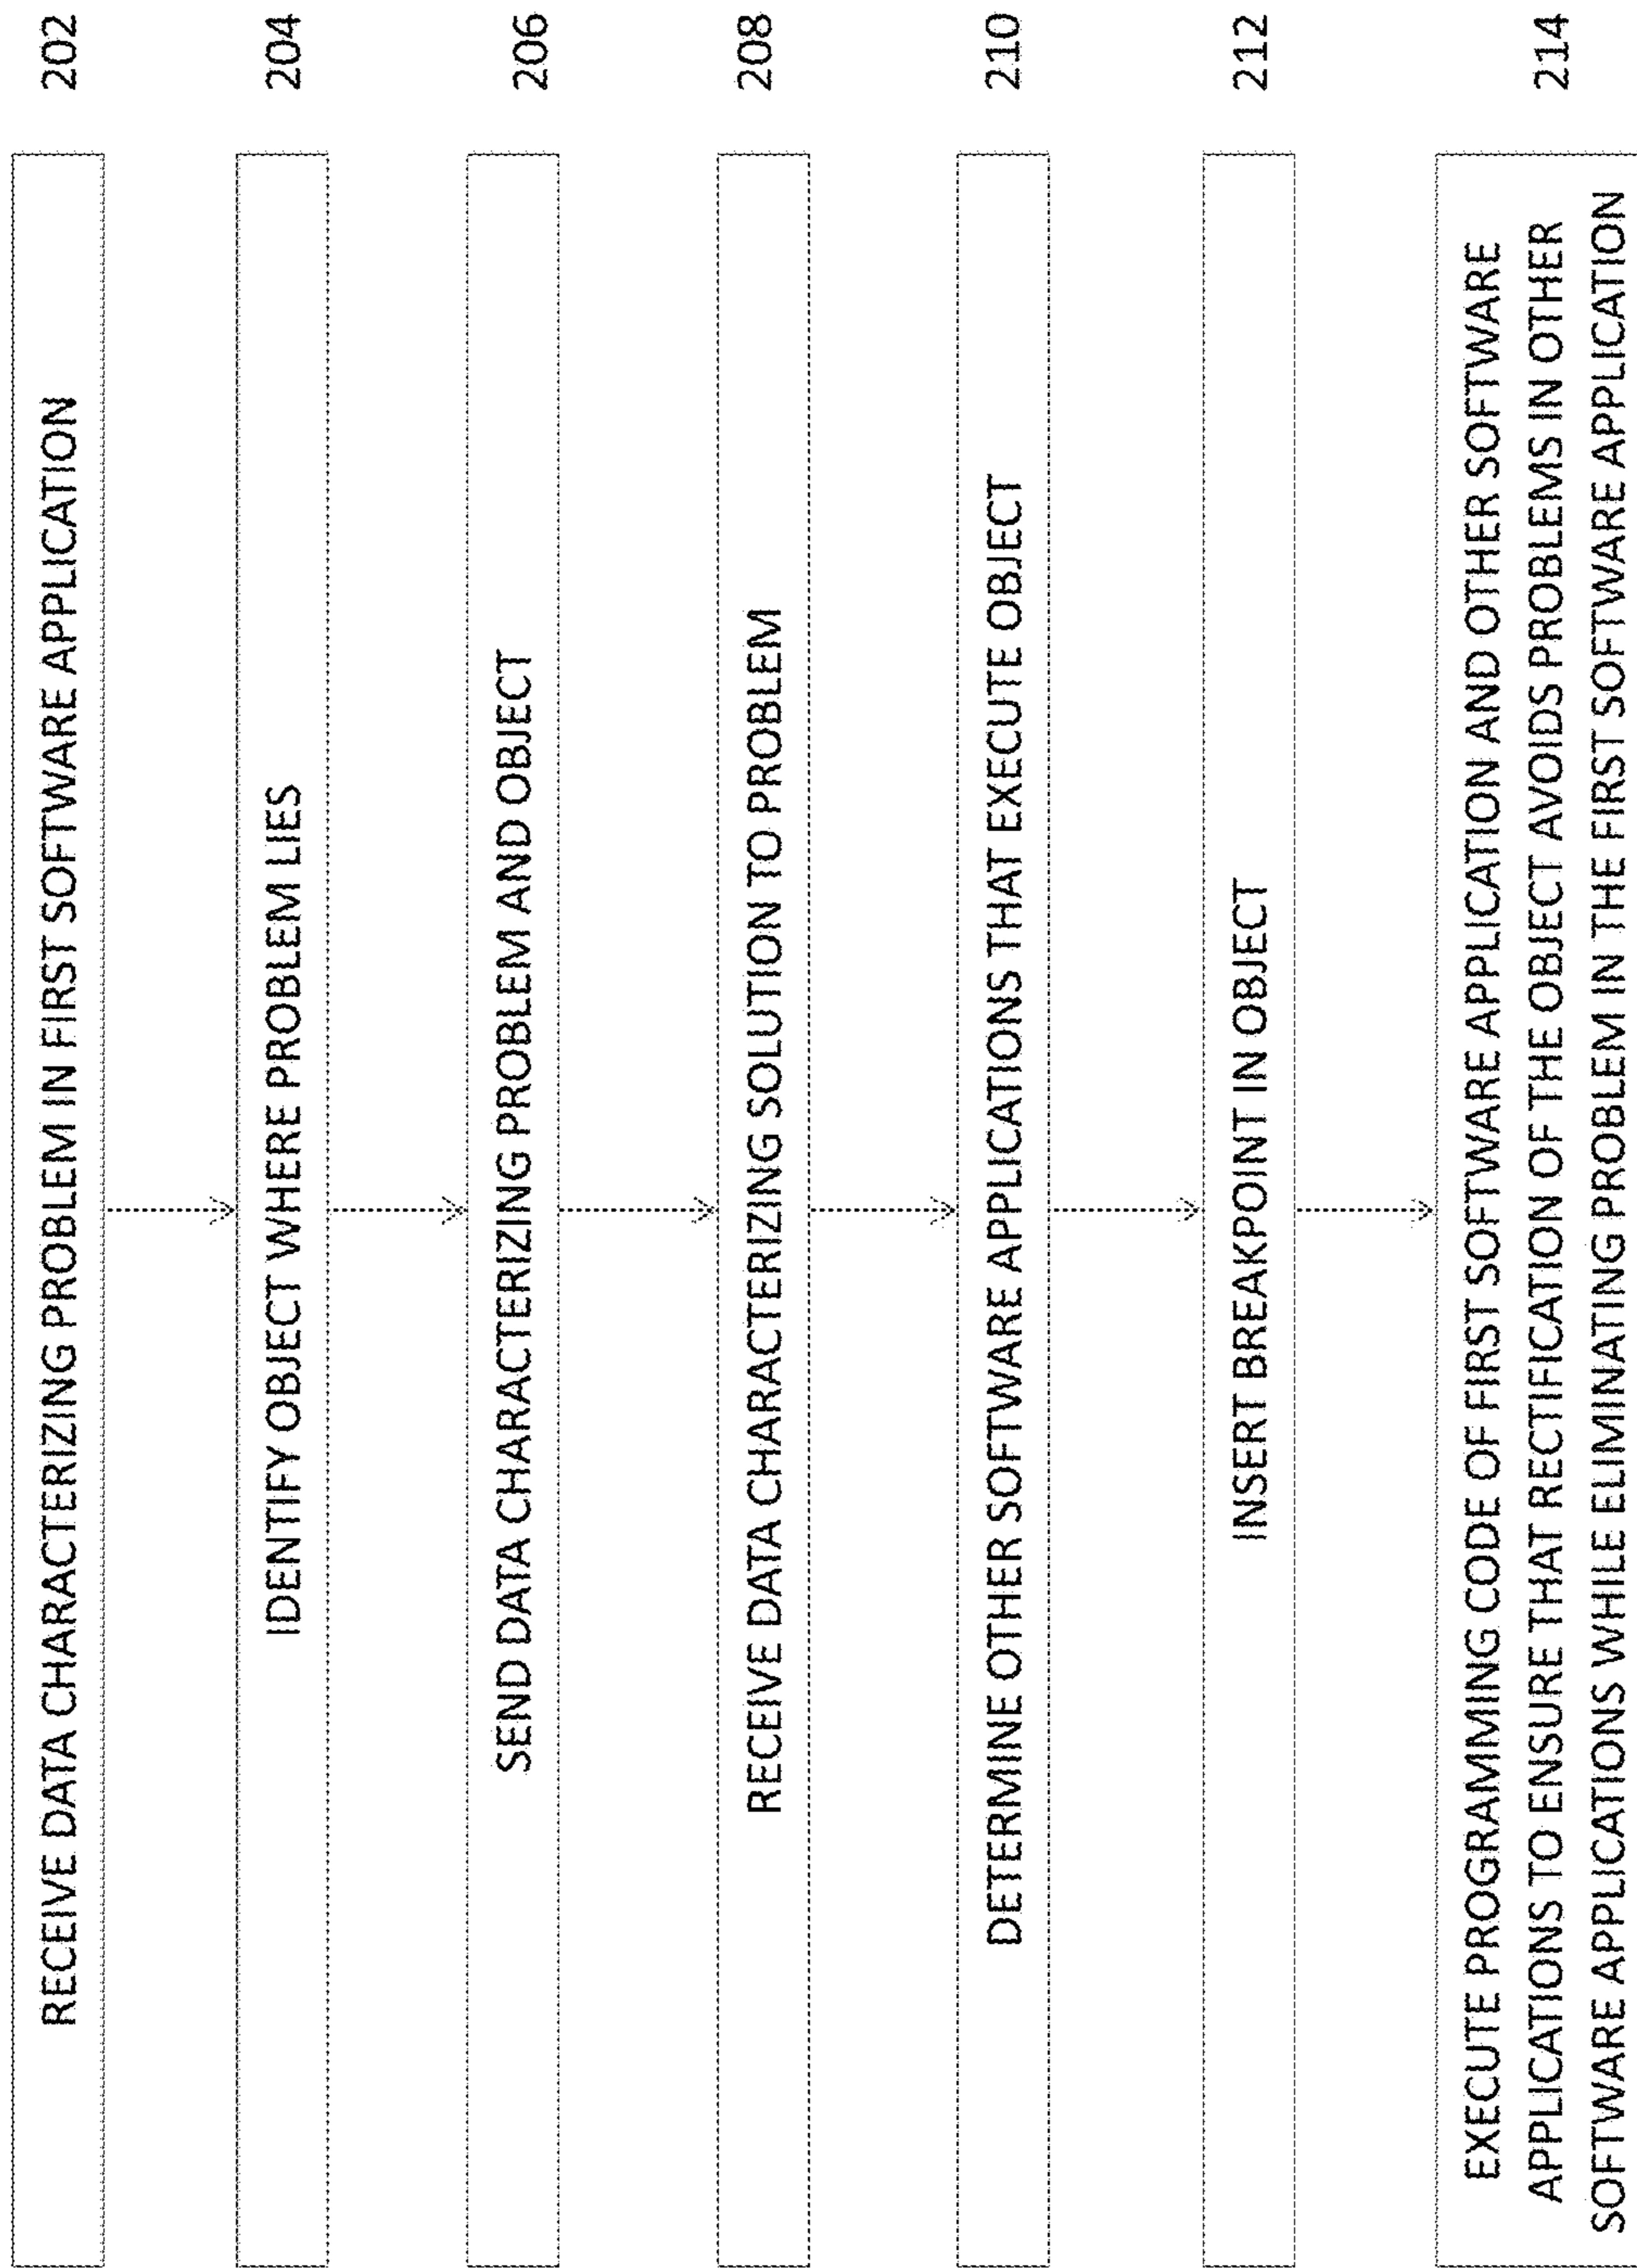 RECEIVE DATA CHARACTERIZING PROBLEM IN FIRST SOFTWARE APPLICATION
202
IDENTIFY OBJECT WHERE PROBLEM LIES
204
SEND DATA CHARACTERIZING PROBLEM AND OBJECT
206
RECEIVE DATA CHARACTERIZING SOLUTION TO PROBLEM
208
DETERMINE OTHER SOFTWARE APPLICATIONS THAT EXECUTE OBJECT
210
INSERT BREAKPOINT IN OBJECT
212
EXECUTE PROGRAMMING CODE OF FIRST SOFTWARE APPLICATION AND OTHER SOFTWARE
APPLICATIONS TO ENSURE THAT RECTIFICATION OF THE OBJECT AVOIDS PROBLEMS IN OTHER
SOFTWARE APPLICATIONS WHILE ELIMINATING PROBLEM IN THE FIRST SOFTWARE APPLICATION
214